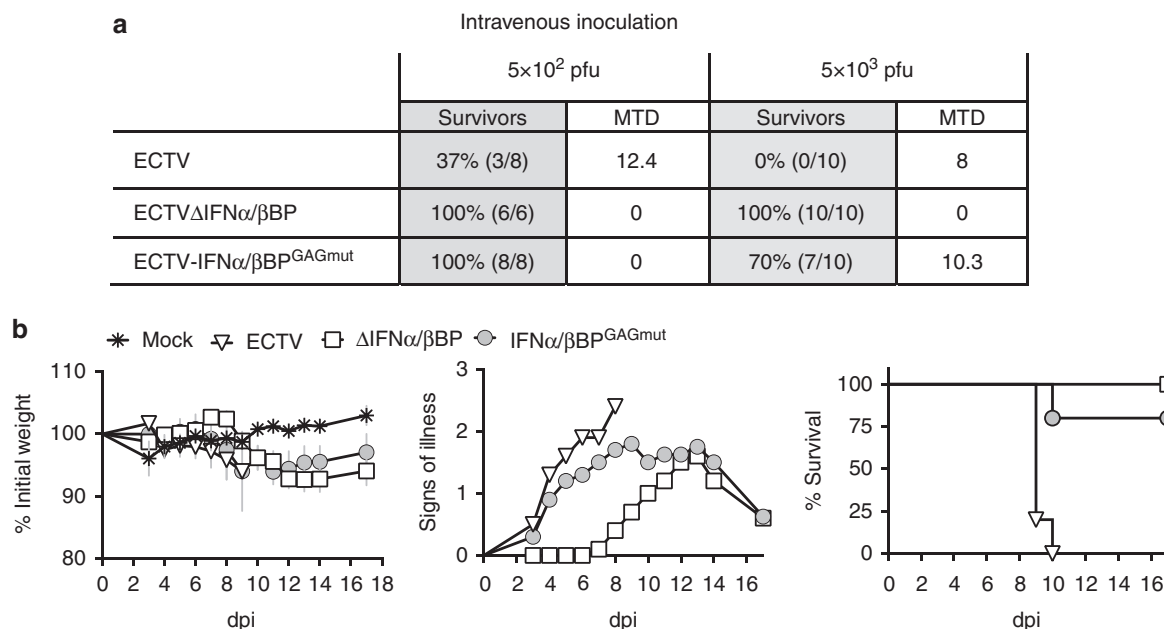 a
Intravenous inoculation
5×10² pfu 5×10³ pfu
Survivors MTD Survivors MTD
ECTV 37% (3/8) 12.4 0% (0/10) 8
ECTVΔIFNα/βBP 100% (6/6) 0 100% (10/10) 0
ECTV-IFNα/βBPᴳᴬᴳᵐᵘᵗ 100% (8/8) 0 70% (7/10) 10.3
b
Mock ECTV ΔIFNα/βBP IFNα/βBPᴳᴬᴳᵐᵘᵗ
% Initial weight
110
100
90
80
0 2 4 6 8 10 12 14 16 18
dpi
Signs of illness
3
2
1
0
0 2 4 6 8 10 12 14 16
dpi
% Survival
100
75
50
25
0
0 2 4 6 8 10 12 14 16
dpi